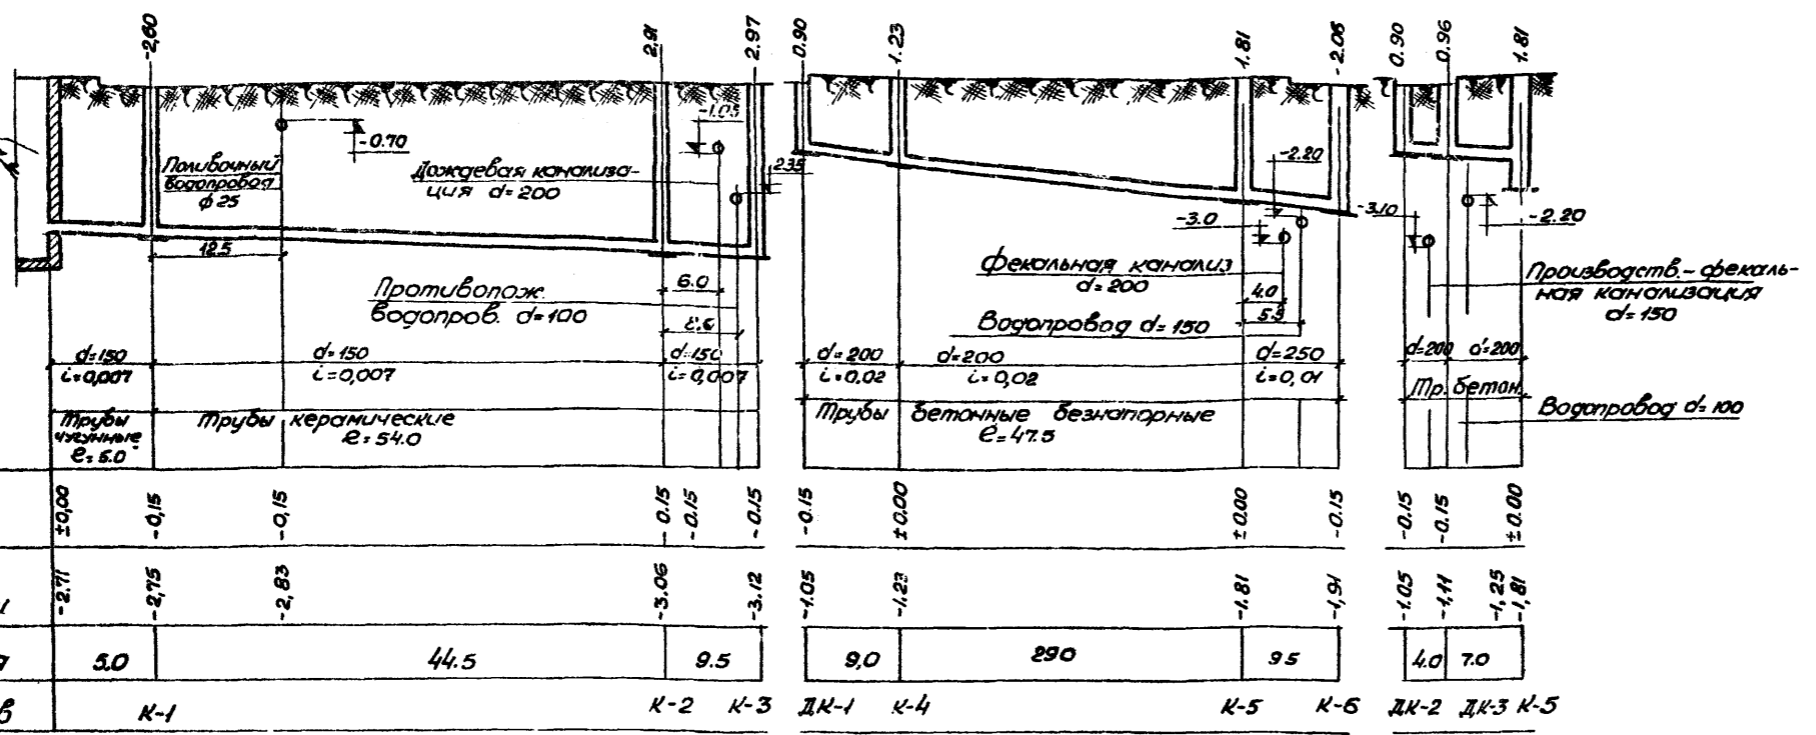 -2,60
2,91
2.97
0.90
1.23
1.81
-2.06
0.90
0.96
1.81
-0.70
-1.05
2.35
Поливочный
водопровод
ф 25
Дождевая канализа-
ция d=200
12.5
Противопож.
водопров. d=100
6.0
-2.20
-3.0
фекальная канализ
d=200
4.0
5.5
Водопровод d=150
-3.10
-2.20
Производств.-фекаль-
ная канализация
d=150
d=150
i=0,007
d=150
i=0,007
d=150
i=0,007
d=200
i=0.02
d=200
i=0,02
d=250
i=0,01
d=200
d=200
Тр. бетон.
Водопровод d=100
Трубы
чугунные
Трубы керамические
ℓ=54.0
Трубы бетонные безнапорные
ℓ=47.5
±0,00
-0,15
-0,15
-0.15
-0.15
-0.15
-0.15
±0.00
±0.00
-0.15
-0.15
-0.15
±0.00
-2.71
-2,75
-2,83
-3.06
-3.12
-1.05
-1.23
-1.81
-1,91
-1.05
-1,11
-1,25
-1,81
5.0
44.5
9.5
9,0
290
95
4.0
7.0
К-1
К-2
К-3
ДК-1
К-4
К-5
К-6
ДК-2
ДК-3
К-5